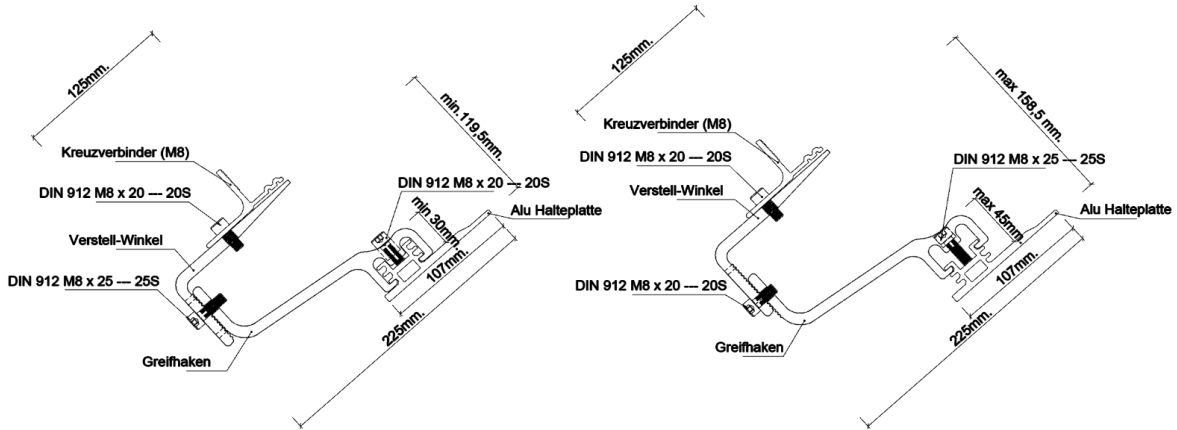 125mm.
min.119,5mm.
Kreuzverbinder (M8)
DIN 912 M8 x 20 --- 20S
DIN 912 M8 x 20 --- 20S
min 30mm.
Alu Halteplatte
Verstell-Winkel
107mm.
DIN 912 M8 x 25 --- 25S
225mm.
Greifhaken
125mm.
max 158,5 mm.
Kreuzverbinder (M8)
DIN 912 M8 x 20 --- 20S
DIN 912 M8 x 25 --- 25S
Verstell-Winkel
max 45mm.
Alu Halteplatte
107mm.
DIN 912 M8 x 20 --- 20S
225mm.
Greifhaken